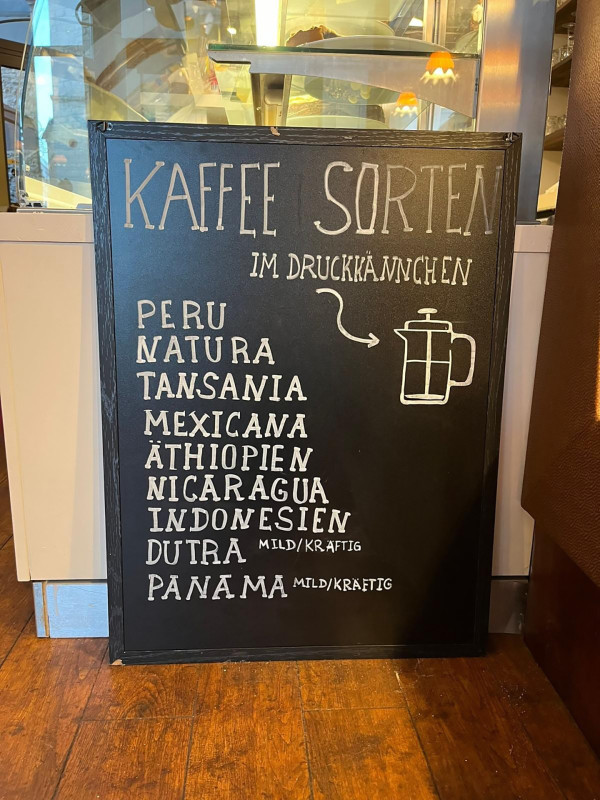 KAFFEE SORTEN
IM DRUCKKÄNNCHEN
PERU
NATURA
TANSANIA
MEXICANA
ÄTHIOPIEN
NICARAGUA
INDONESIEN
DUTRA MILD/KRÄFTIG
PANAMA MILD/KRÄFTIG